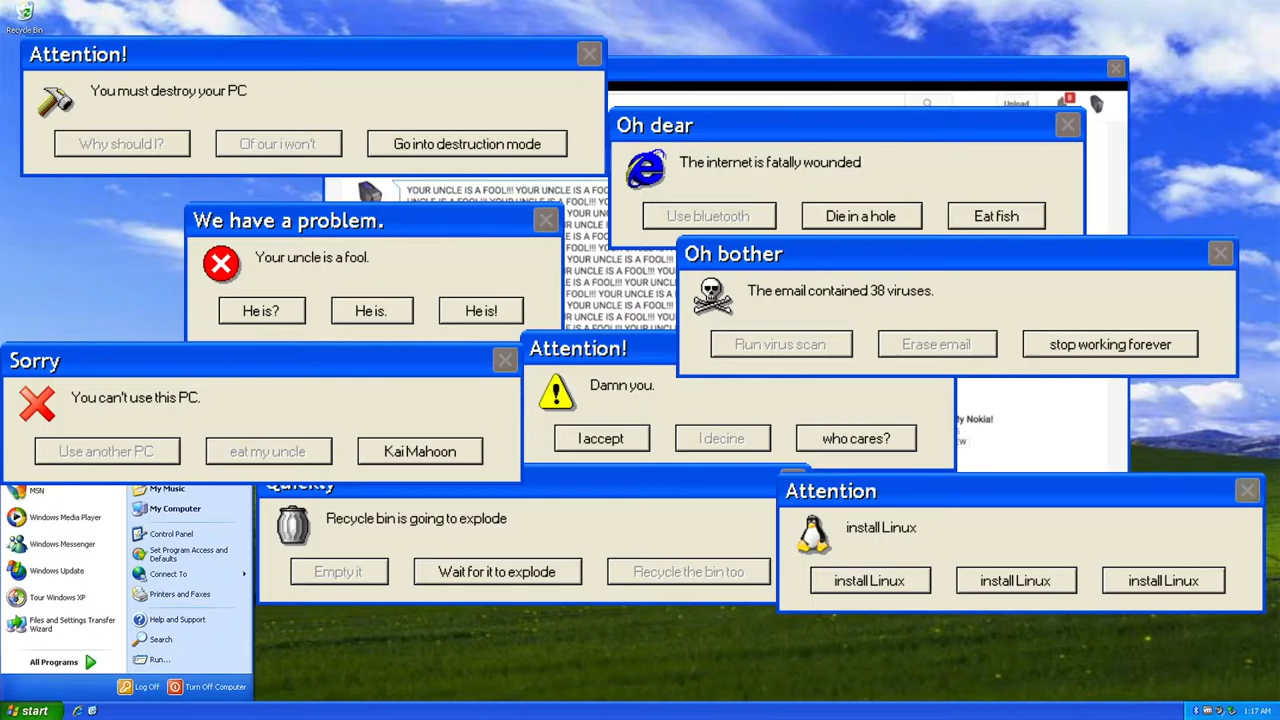 Recycle Bin
Attention!
You must destroy your PC
Why should I?
Of our i won't
Go into destruction mode
Upload
8
Oh dear
The internet is fatally wounded
Use bluetooth
Die in a hole
Eat fish
YOUR UNCLE IS A FOOL!!! YOUR UNCLE IS A FOO
We have a problem.
Your uncle is a fool.
He is?
He is.
He is!
Oh bother
The email contained 38 viruses.
Run virus scan
Erase email
stop working forever
Sorry
You can't use this PC.
Use another PC
eat my uncle
Kai Mahoon
Attention!
Damn you.
I accept
I decine
who cares?
My Nokia!
Quickly
Recycle bin is going to explode
Empty it
Wait for it to explode
Recycle the bin too
Attention
install Linux
install Linux
install Linux
install Linux
MSN
Windows Media Player
Windows Messenger
Windows Update
Tour Windows XP
Files and Settings Transfer
Wizard
All Programs
My Music
My Computer
Control Panel
Set Program Access and
Defaults
Connect To
Printers and Faxes
Help and Support
Search
Run...
Log Off
Turn Off Computer
start
1:17 AM